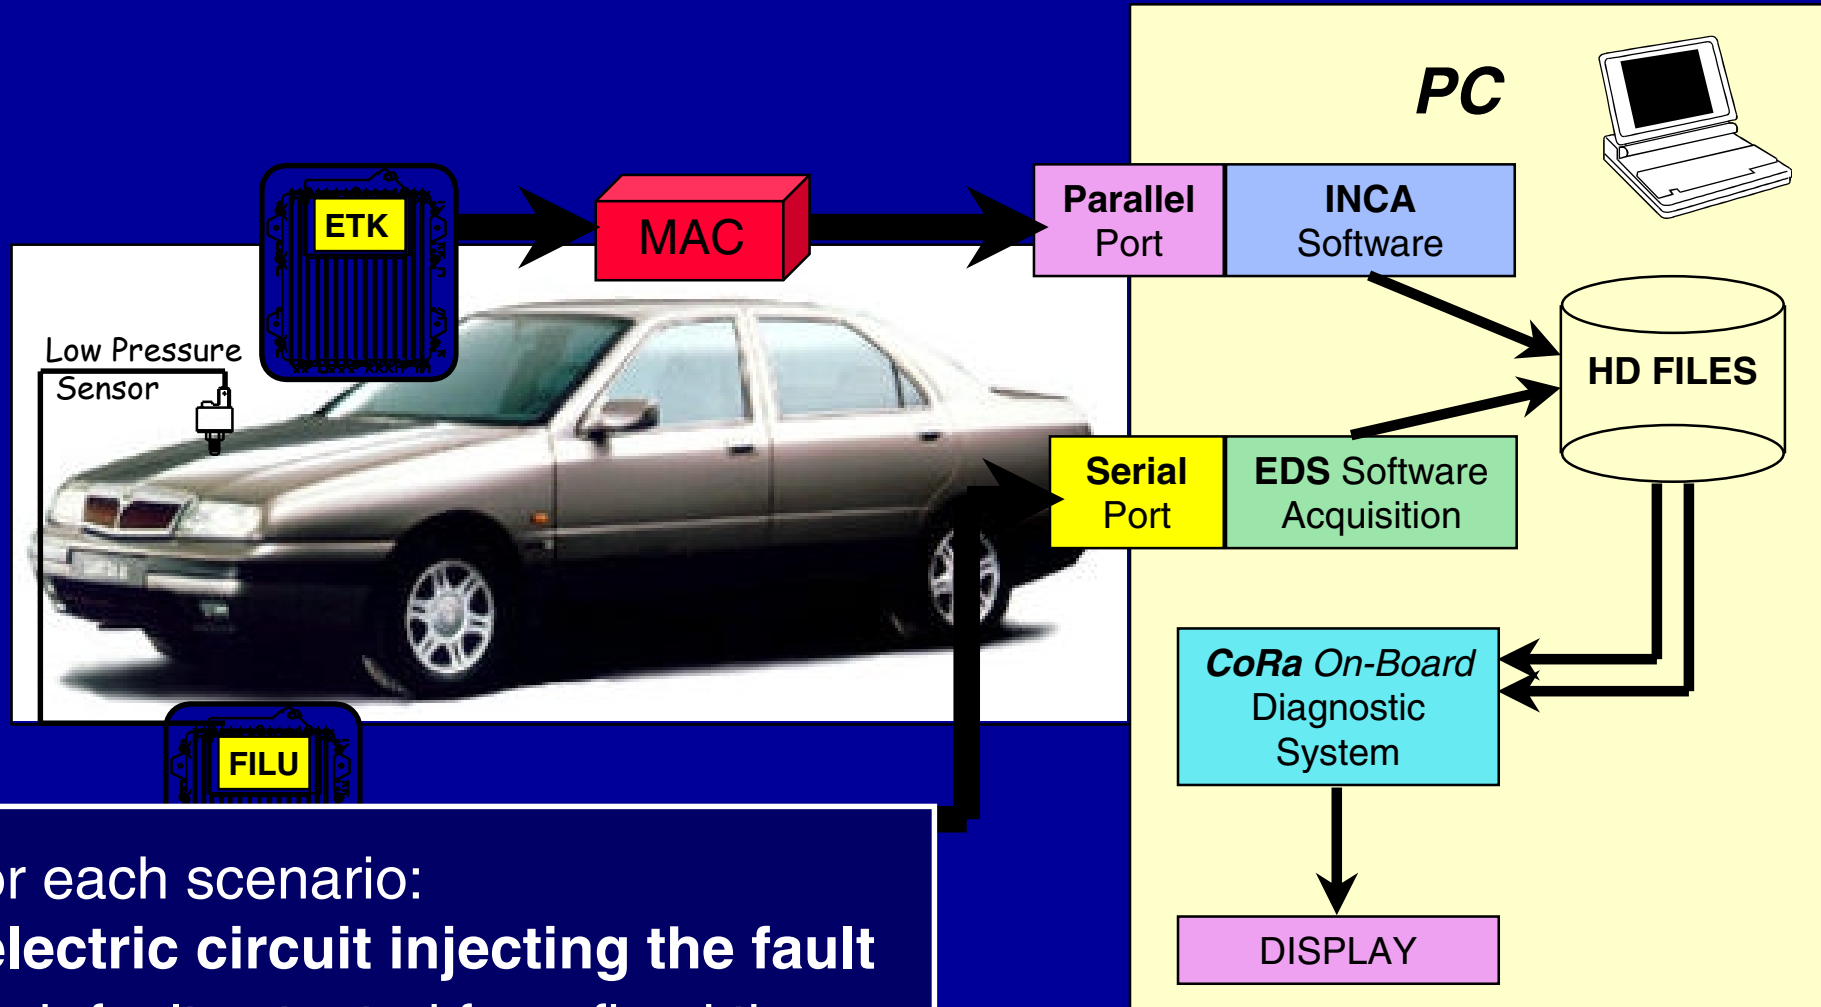 PC
ETK
MAC
Parallel
Port
INCA
Software
Low Pressure
Sensor
HD FILES
Serial
Port
EDS Software
Acquisition
CoRa On-Board
Diagnostic
System
FILU
or each scenario:
electric circuit injecting the fault
DISPLAY